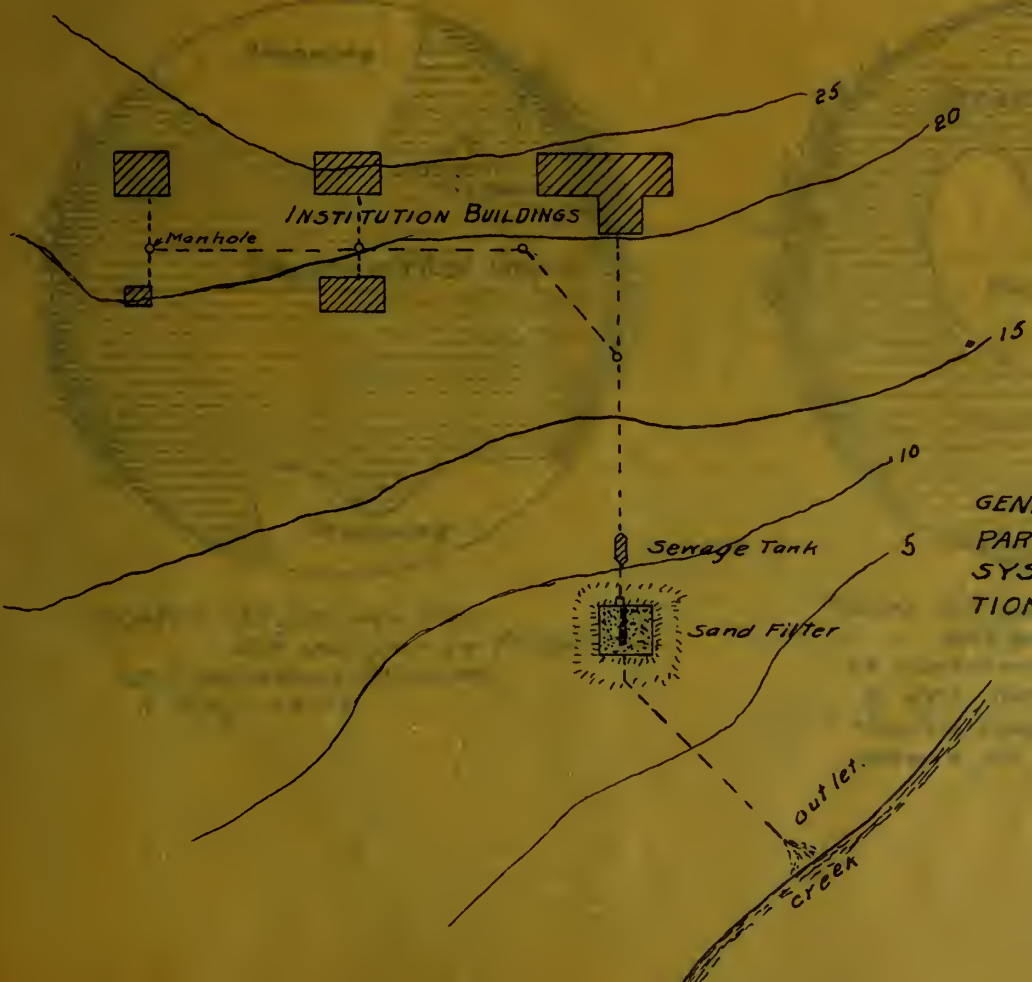 25
20
INSTITUTION BUILDINGS
Manhole
15
10
GEN
PAR
SYS
TION
5
Sewage Tank
Sand Filter
outlet.
creek